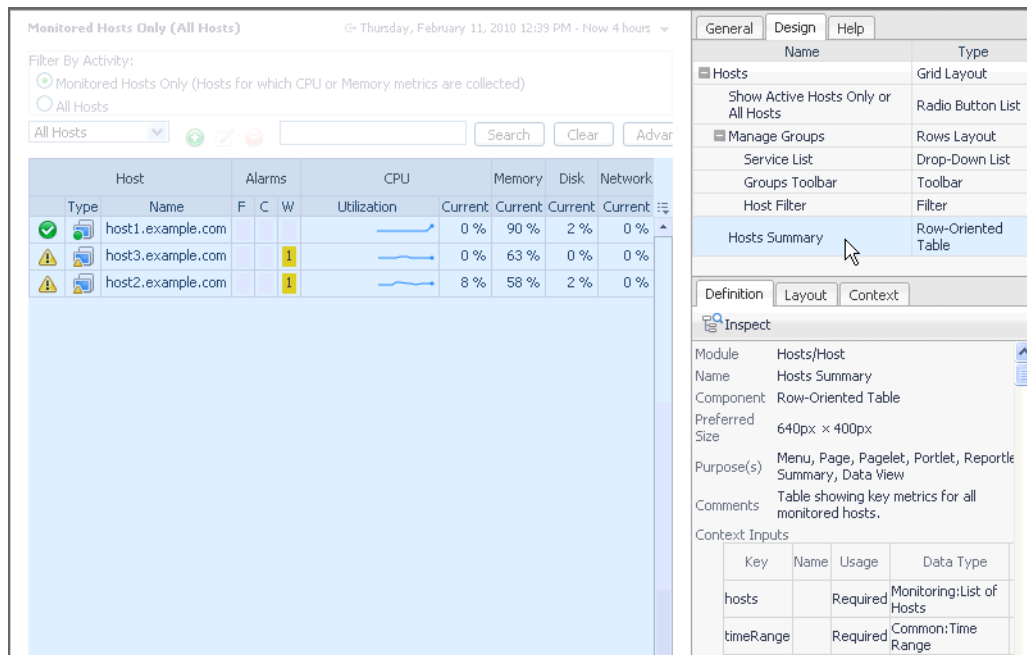 Monitored Hosts Only (All Hosts)
Thursday, February 11, 2010 12:39 PM - Now 4 hours
Filter By Activity:
Monitored Hosts Only (Hosts for which CPU or Memory metrics are collected)
All Hosts
All Hosts Search Clear Advar
Host Alarms CPU Memory Disk Network
Type Name F C W Utilization Current Current Current Current
host1.example.com 0 % 90 % 2 % 0 %
host3.example.com 1 0 % 63 % 0 % 0 %
host2.example.com 1 8 % 58 % 2 % 0 %
General Design Help
Name Type
Hosts Grid Layout
Show Active Hosts Only or
All Hosts
Radio Button List
Manage Groups Rows Layout
Service List Drop-Down List
Groups Toolbar Toolbar
Host Filter Filter
Hosts Summary
Row-Oriented
Table
Definition Layout Context
Inspect
Module Hosts/Host
Name Hosts Summary
Component Row-Oriented Table
Preferred
Size
640px × 400px
Purpose(s)
Menu, Page, Pagelet, Portlet, Reportle
Summary, Data View
Comments
Table showing key metrics for all
monitored hosts.
Context Inputs
Key Name Usage Data Type
hosts Required
Monitoring:List of
Hosts
timeRange Required
Common:Time
Range